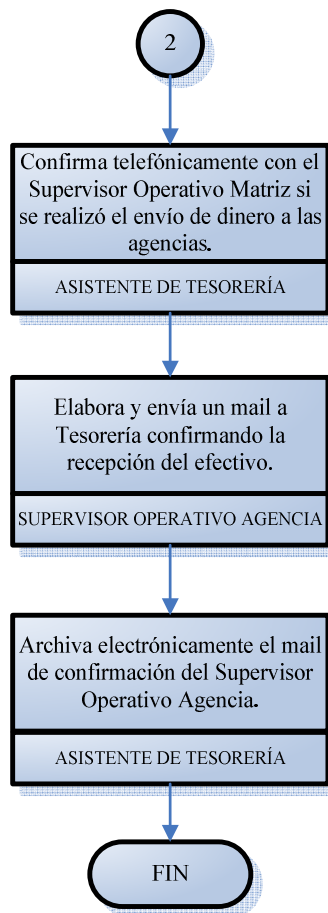 2
Confirma telefónicamente con el
Supervisor Operativo Matriz si
se realizó el envío de dinero a las
agencias.
ASISTENTE DE TESORERÍA
Elabora y envía un mail a
Tesorería confirmando la
recepción del efectivo.
SUPERVISOR OPERATIVO AGENCIA
Archiva electrónicamente el mail
de confirmación del Supervisor
Operativo Agencia.
ASISTENTE DE TESORERÍA
FIN